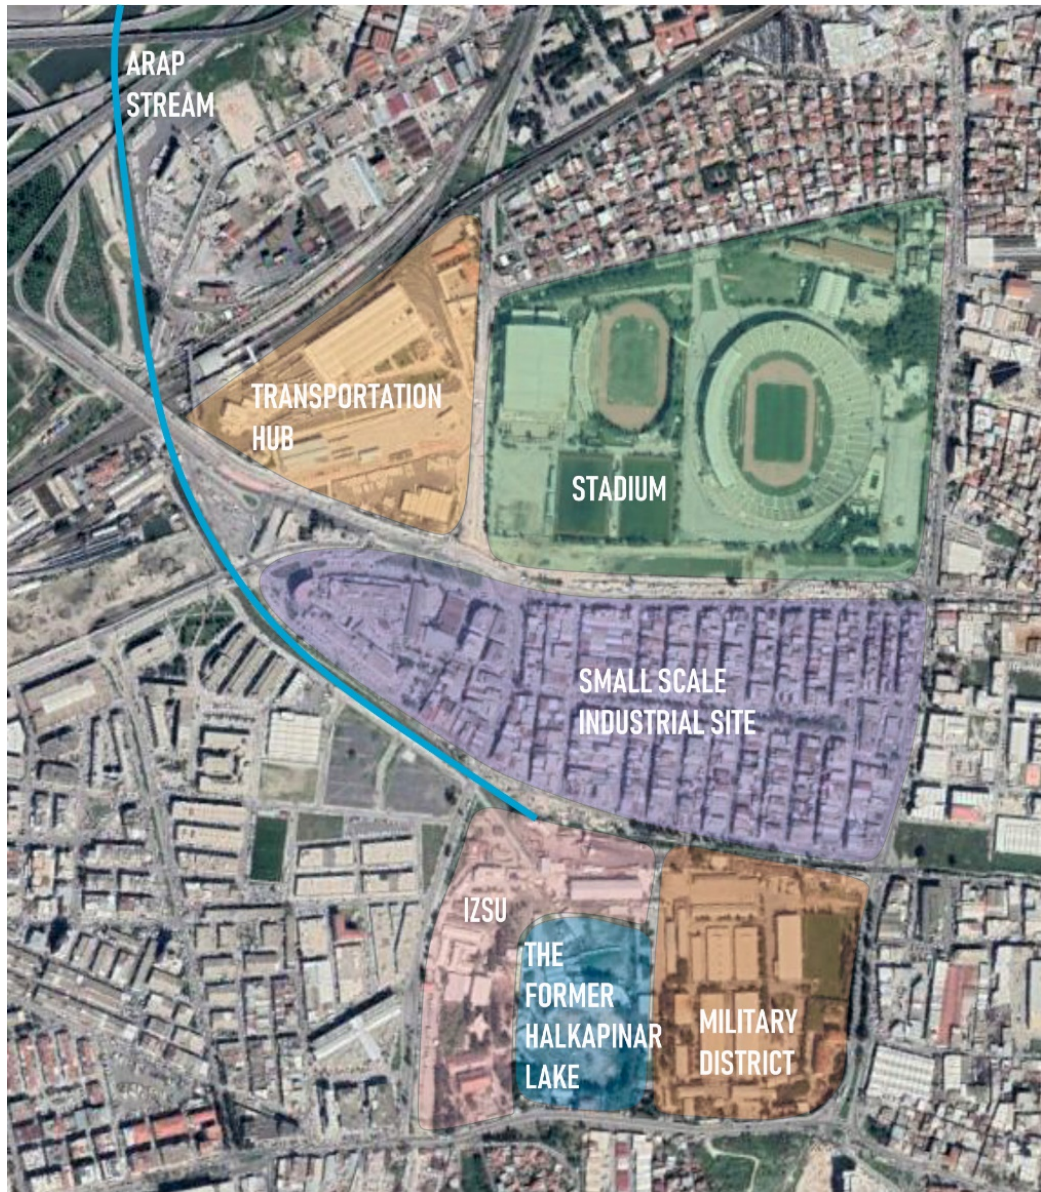 ARAP
STREAM
TRANSPORTATION
HUB
STADIUM
SMALL SCALE
INDUSTRIAL SITE
IZSU
THE
FORMER
HALKAPINAR
LAKE
MILITARY
DISTRICT